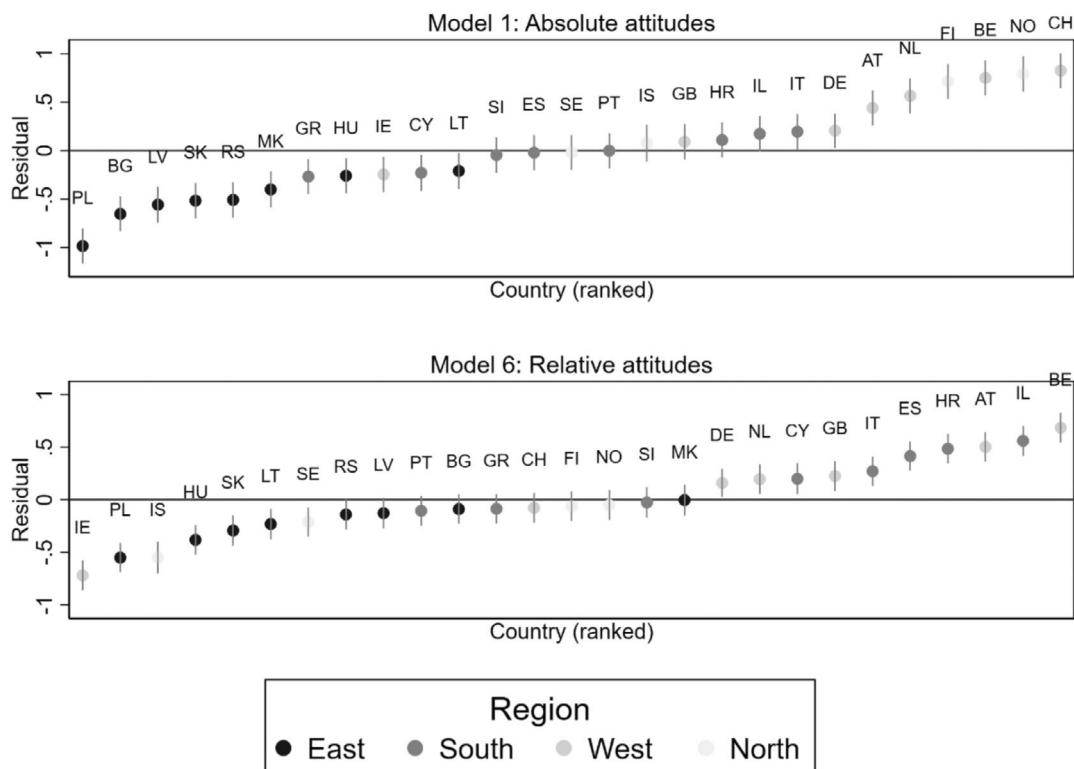 Model 1: Absolute attitudes
Residual
1
.5
0
-.5
-1
PL BG LV SK RS MK GR HU IE CY LT SI ES SE PT IS GB HR IL IT DE AT NL FI BE NO CH
Country (ranked)
Model 6: Relative attitudes
Residual
1
.5
0
-.5
-1
IE PL IS HU SK LT SE RS LV PT BG GR CH FI NO SI MK DE NL CY GB IT ES HR AT IL BE
Country (ranked)
Region
East South West North